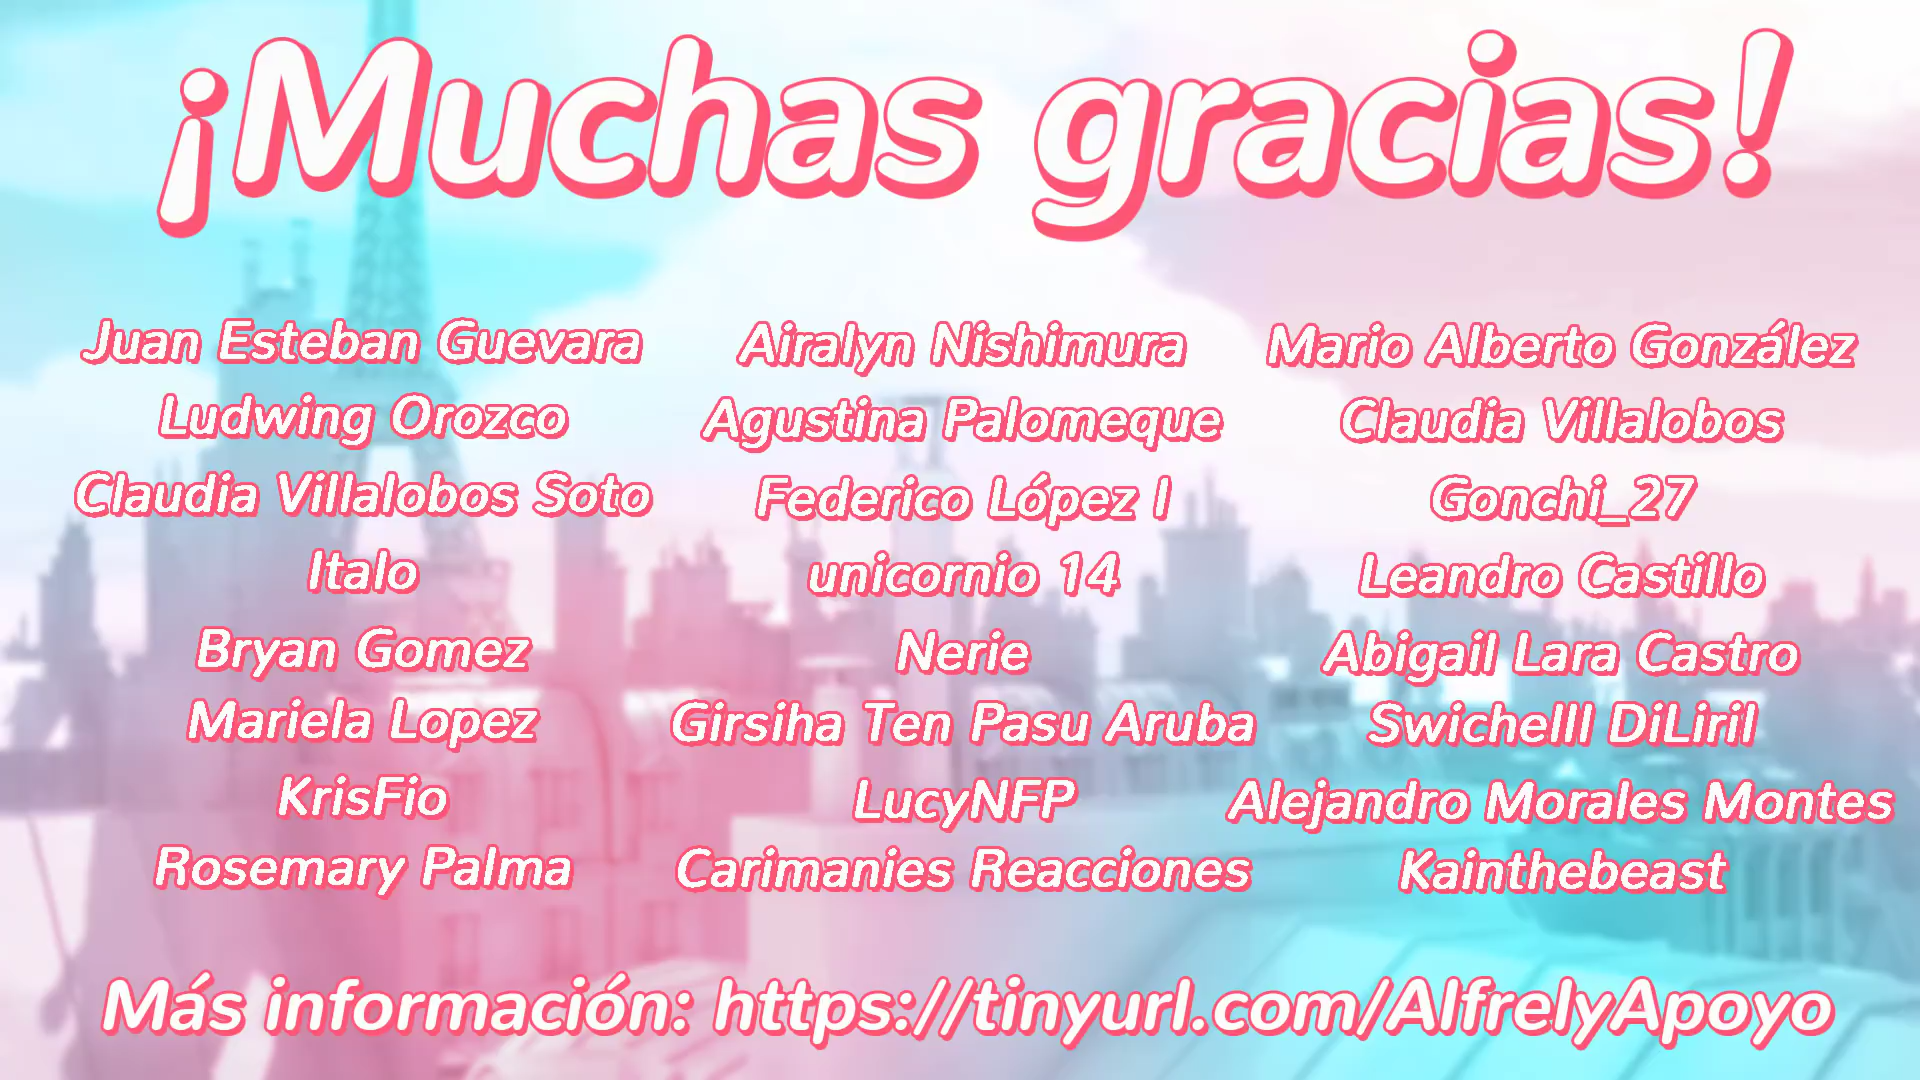 ¡Muchas gracias!
Juan Esteban Guevara
Ludwing Orozco
Claudia Villalobos Soto
Italo
Bryan Gomez
Mariela Lopez
KrisFio
Rosemary Palma
Airalyn Nishimura
Agustina Palomeque
Federico López I
unicornio 14
Nerie
Girsiha Ten Pasu Aruba
LucyNFP
Carimanies Reacciones
Mario Alberto González
Claudia Villalobos
Gonchi_27
Leandro Castillo
Abigail Lara Castro
Swichelll DiLiril
Alejandro Morales Montes
Kainthebeast
Más información: https://tinyurl.com/AlfrelyApoyo